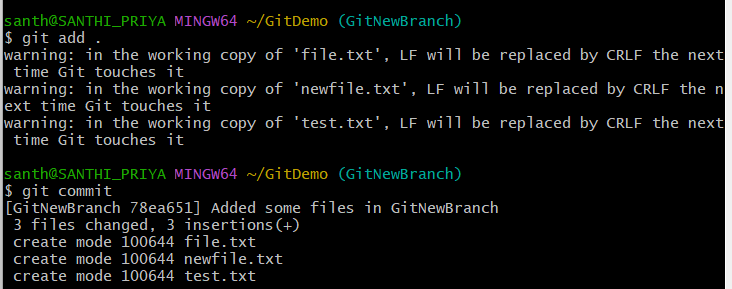 santh@SANTHI_PRIYA MINGW64 ~/GitDemo (GitNewBranch)
$ git add .
warning: in the working copy of 'file.txt', LF will be replaced by CRLF the next
 time Git touches it
warning: in the working copy of 'newfile.txt', LF will be replaced by CRLF the n
ext time Git touches it
warning: in the working copy of 'test.txt', LF will be replaced by CRLF the next
 time Git touches it
santh@SANTHI_PRIYA MINGW64 ~/GitDemo (GitNewBranch)
$ git commit
[GitNewBranch 78ea651] Added some files in GitNewBranch
 3 files changed, 3 insertions(+)
 create mode 100644 file.txt
 create mode 100644 newfile.txt
 create mode 100644 test.txt